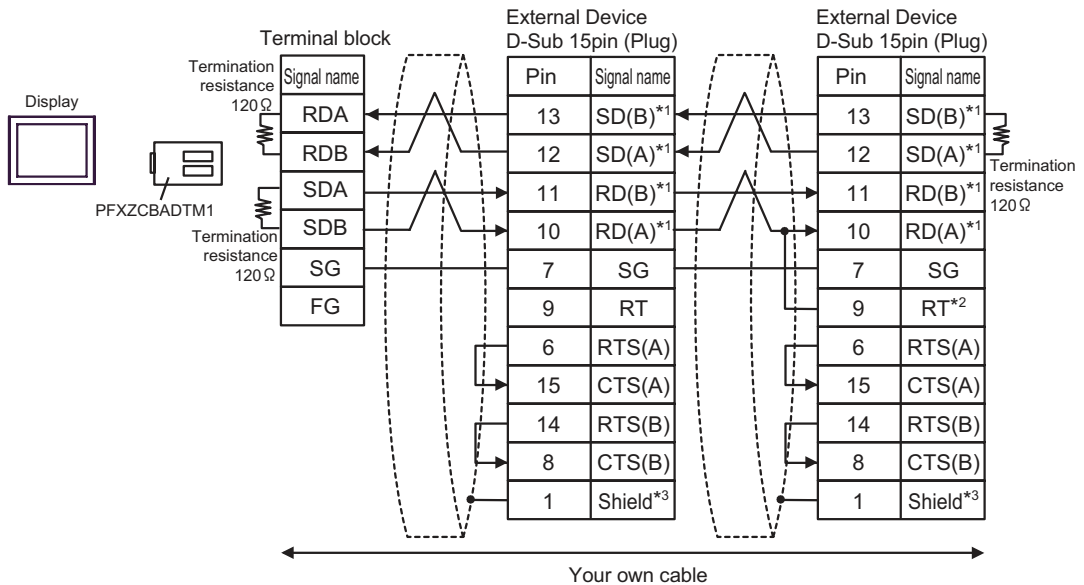 Display
PFXZCBADTM1
Terminal block
Termination
resistance
120Ω
Termination
resistance
120Ω
Signal name
RDA
RDB
SDA
SDB
SG
FG
External Device
D-Sub 15pin (Plug)
Pin Signal name
13 SD(B)*1
12 SD(A)*1
11 RD(B)*1
10 RD(A)*1
7 SG
9 RT
6 RTS(A)
15 CTS(A)
14 RTS(B)
8 CTS(B)
1 Shield*3
External Device
D-Sub 15pin (Plug)
Pin Signal name
13 SD(B)*1
12 SD(A)*1
11 RD(B)*1
10 RD(A)*1
7 SG
9 RT*2
6 RTS(A)
15 CTS(A)
14 RTS(B)
8 CTS(B)
1 Shield*3
Termination
resistance
120Ω
Your own cable